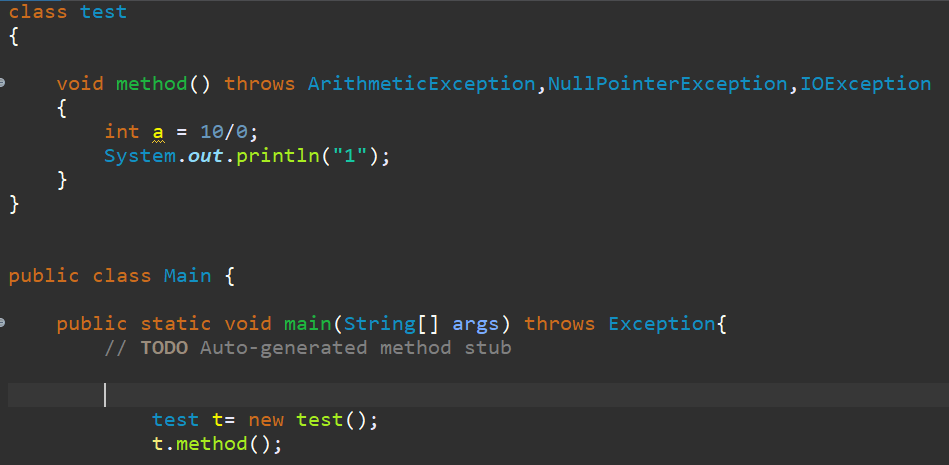 class test
{
void method() throws ArithmeticException,NullPointerException,IOException
{
int a = 10/0;
System.out.println("1");
}
}
public class Main {
public static void main(String[] args) throws Exception{
// TODO Auto-generated method stub
test t= new test();
t.method();